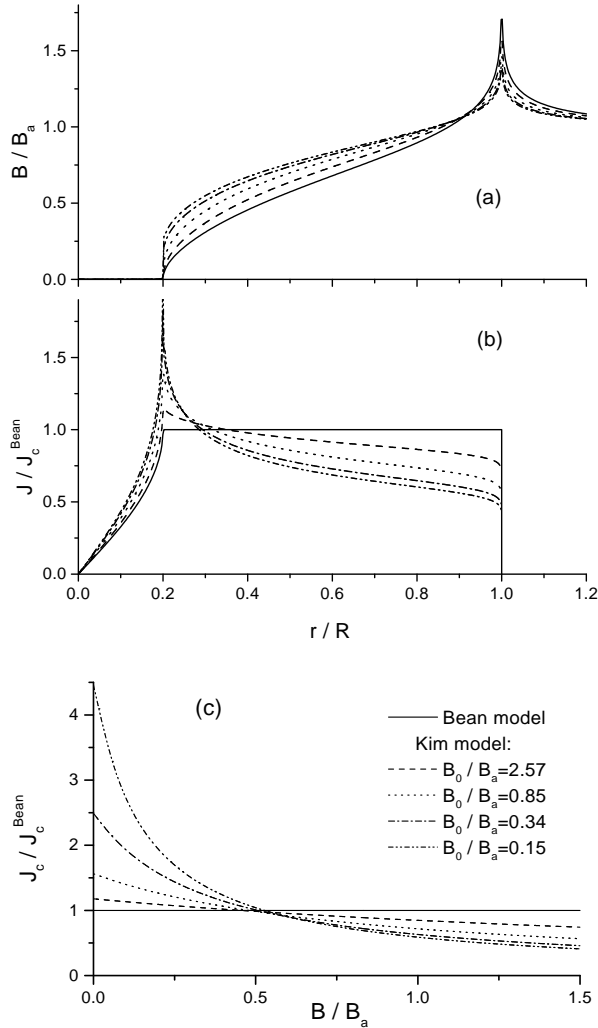 1.5
1.0
0.5
0.0
B / B_a
(a)
1.5
1.0
0.5
0.0
J / J_c^Bean
(b)
0.0 0.2 0.4 0.6 0.8 1.0 1.2
r / R
4
3
2
1
0
J_c / J_c^Bean
(c)
Bean model
Kim model:
B_0 / B_a=2.57
B_0 / B_a=0.85
B_0 / B_a=0.34
B_0 / B_a=0.15
0.0 0.5 1.0 1.5
B / B_a